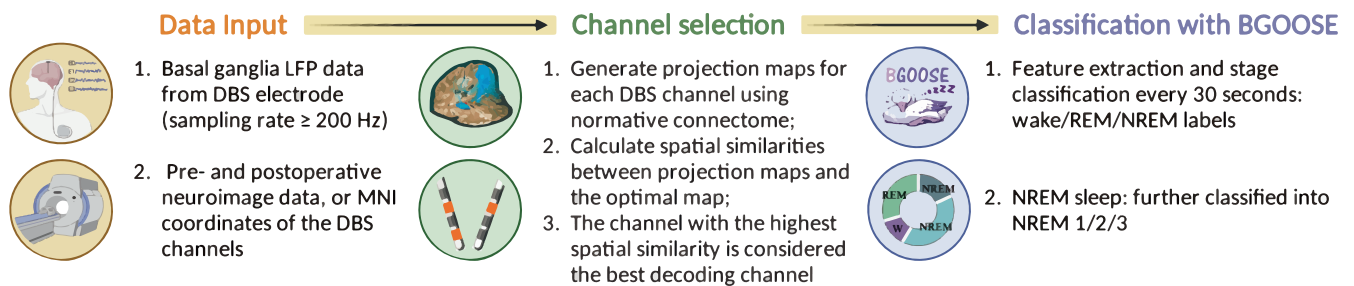 Data Input
Channel selection
Classification with BGOOSE
1. Basal ganglia LFP data
from DBS electrode
(sampling rate ≥ 200 Hz)
2. Pre- and postoperative
neuroimage data, or MNI
coordinates of the DBS
channels
1. Generate projection maps for
each DBS channel using
normative connectome;
2. Calculate spatial similarities
between projection maps and
the optimal map;
3. The channel with the highest
spatial similarity is considered
the best decoding channel
BGOOSE
zzZZ
REM
NREM
W
NREM
1. Feature extraction and stage
classification every 30 seconds:
wake/REM/NREM labels
2. NREM sleep: further classified into
NREM 1/2/3